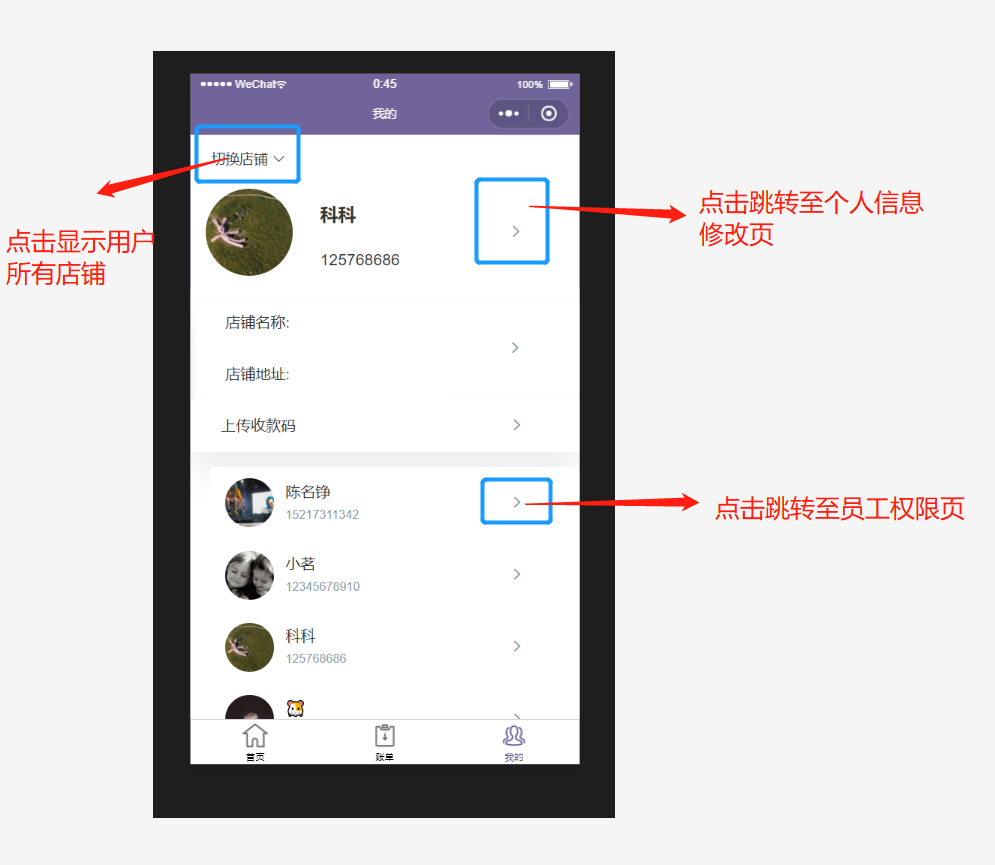 WeChat
0:45
100%
我的
切换店铺
点击显示用户
所有店铺
科科
125768686
点击跳转至个人信息
修改页
店铺名称:
店铺地址:
上传收款码
陈名铮
15217311342
点击跳转至员工权限页
小茗
12345678910
科科
125768686
🐹
首页
账单
我的